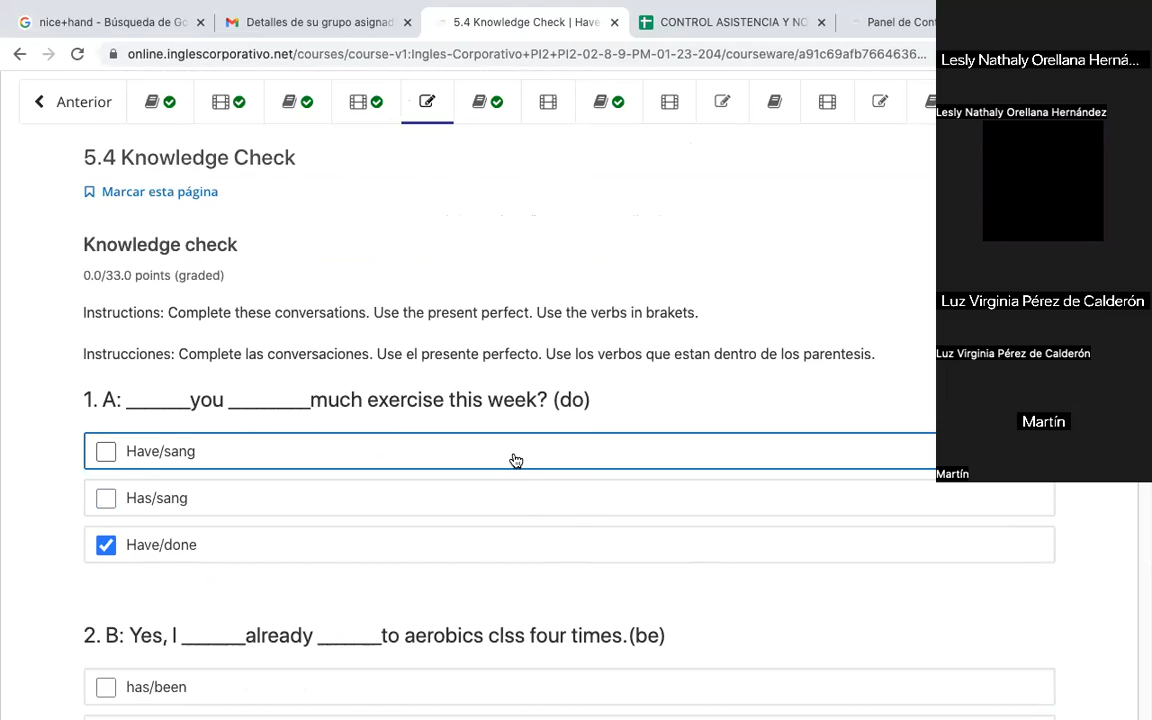 nice+hand - Búsqueda de Go
Detalles de su grupo asignad
5.4 Knowledge Check | Have
CONTROL ASISTENCIA Y NO
Panel de Con
online.inglescorporativo.net/courses/course-v1:Ingles-Corporativo+PI2+PI2-02-8-9-PM-01-23-204/courseware/a91c69afb7664636...
Anterior
5.4 Knowledge Check
Marcar esta página
Knowledge check
0.0/33.0 points (graded)
Instructions: Complete these conversations. Use the present perfect. Use the verbs in brakets.
Instrucciones: Complete las conversaciones. Use el presente perfecto. Use los verbos que estan dentro de los parentesis.
1. A: _______you _________much exercise this week? (do)
Have/sang
Has/sang
Have/done
2. B: Yes, I _______already _______to aerobics clss four times.(be)
has/been
Lesly Nathaly Orellana Herná...
Lesly Nathaly Orellana Hernández
Luz Virginia Pérez de Calderón
Luz Virginia Pérez de Calderón
Martín
Martín